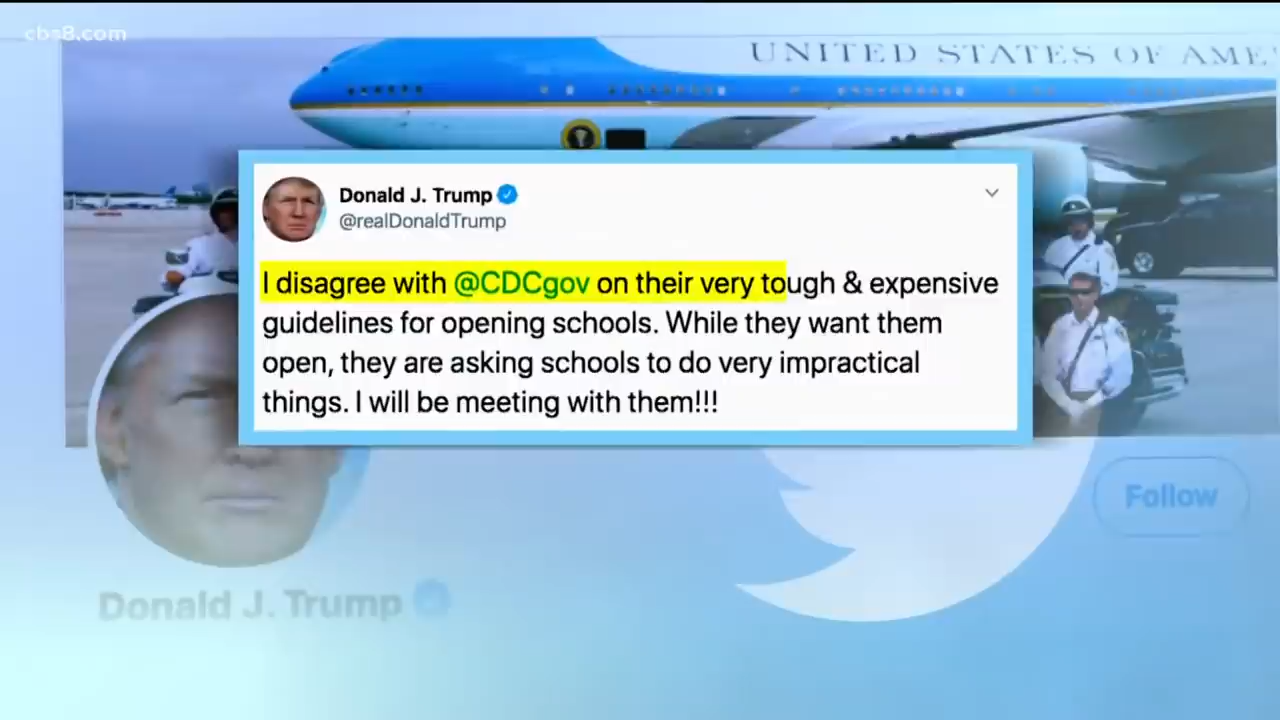 cbs8.com
UNITED STATES OF AME
Donald J. Trump
@realDonaldTrump
I disagree with @CDCgov on their very tough & expensive
guidelines for opening schools. While they want them
open, they are asking schools to do very impractical
things. I will be meeting with them!!!
Follow
Donald J. Trump